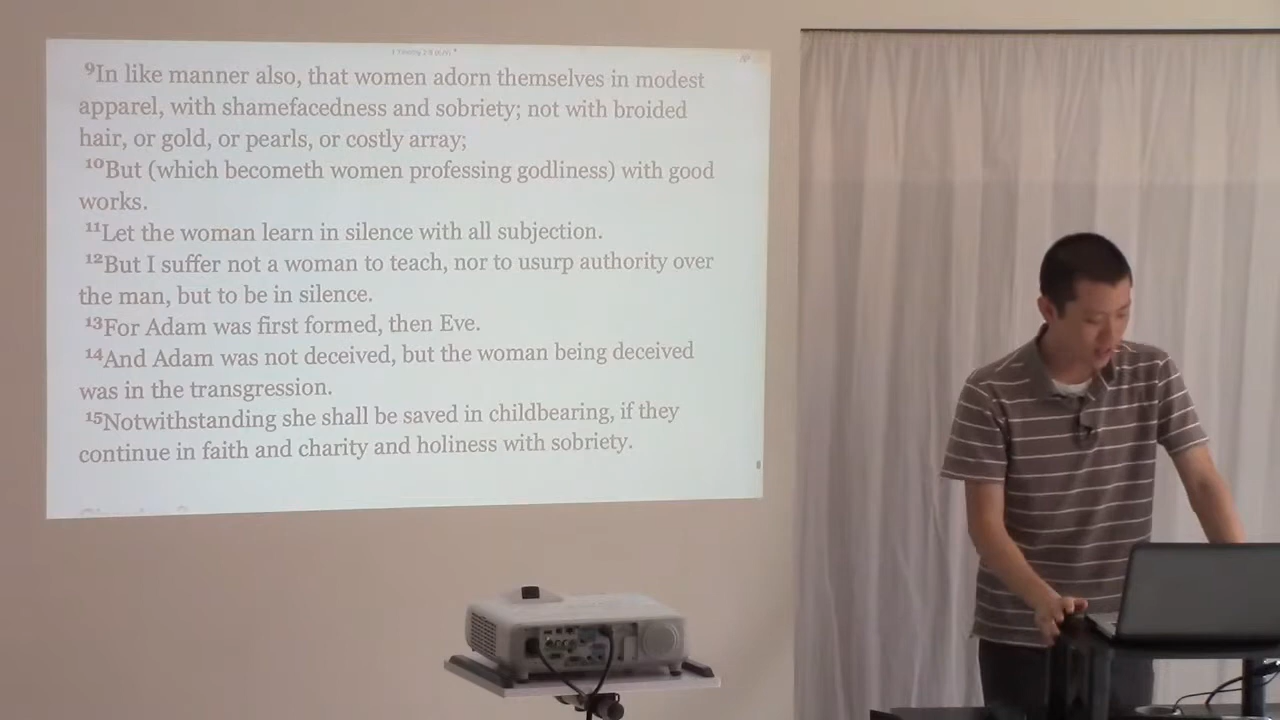 ⁹In like manner also, that women adorn themselves in modest
apparel, with shamefacedness and sobriety; not with broided
hair, or gold, or pearls, or costly array;
¹⁰But (which becometh women professing godliness) with good
works.
¹¹Let the woman learn in silence with all subjection.
¹²But I suffer not a woman to teach, nor to usurp authority over
the man, but to be in silence.
¹³For Adam was first formed, then Eve.
¹⁴And Adam was not deceived, but the woman being deceived
was in the transgression.
¹⁵Notwithstanding she shall be saved in childbearing, if they
continue in faith and charity and holiness with sobriety.